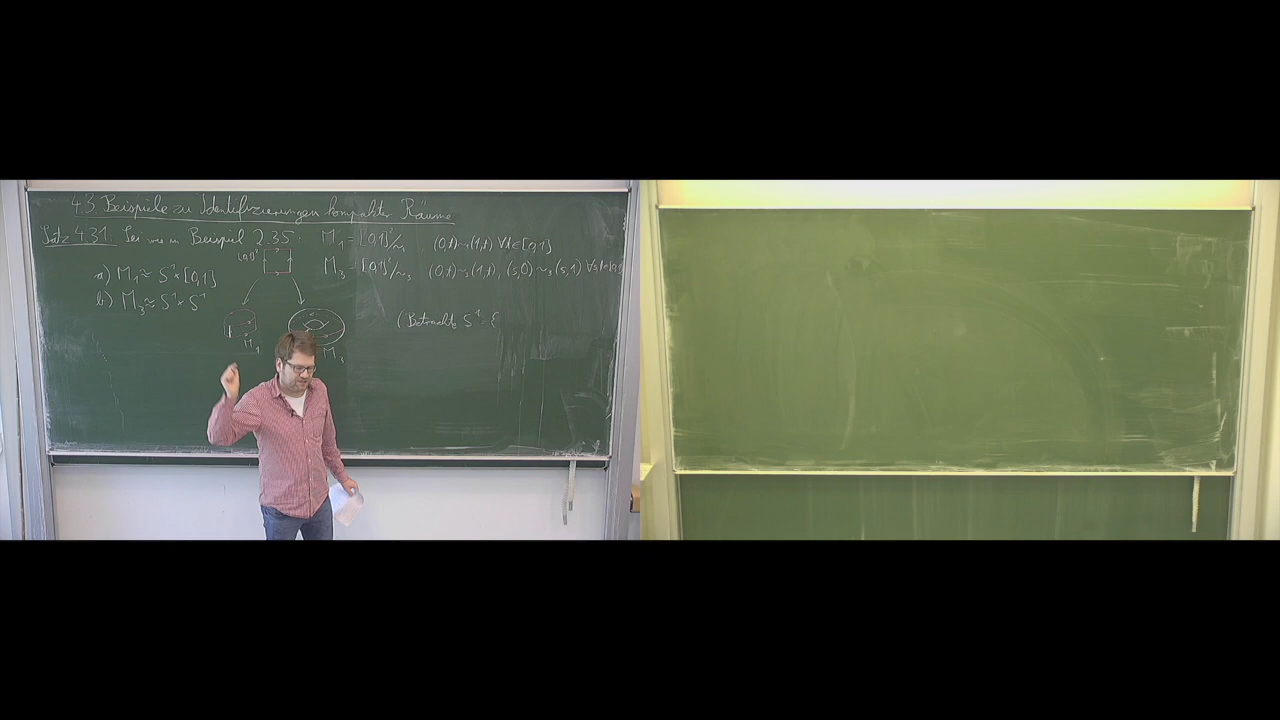 4.3. Beispiele zu Identifizierungen kompakter Räume
Satz 4.31. Sei wie in Beispiel 2.35: M₁ = [0,1]²/~₁ (0,t) ~₁ (1,t) ∀t∈[0,1]
[0,1]²
M₃ = [0,1]²/~₃ (0,t) ~₃ (1,t), (s,0) ~₃ (s,1)
a) M₁ ≈ S¹ × [0,1]
b) M₃ ≈ S¹ × S¹
(Betrachte S¹ = {
M₁
M₃